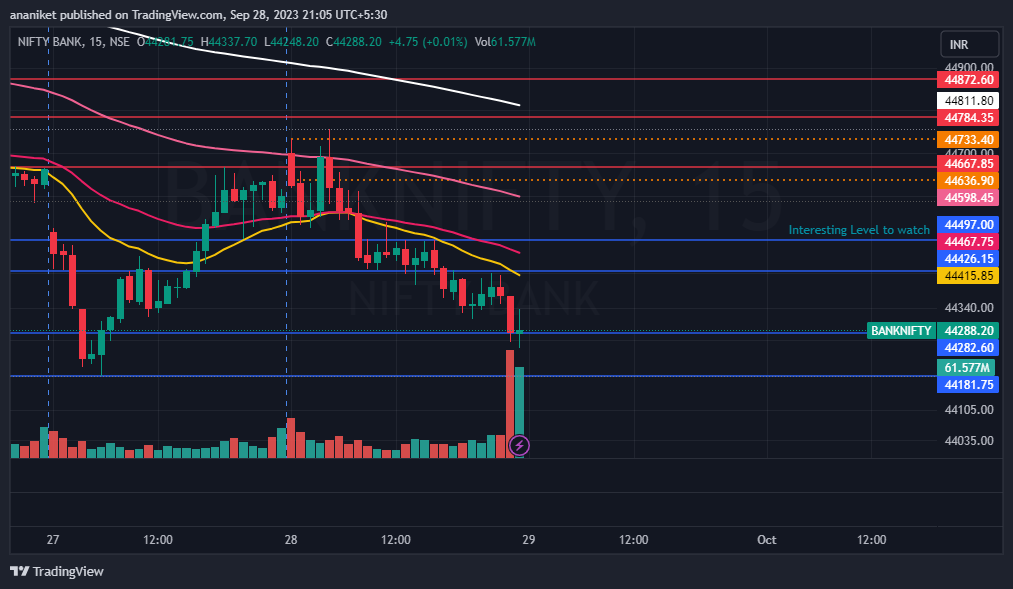 ananiket published on TradingView.com, Sep 28, 2023 21:05 UTC+5:30
NIFTY BANK, 15, NSE O44281.75 H44337.70 L44248.20 C44288.20 +4.75 (+0.01%) Vol61.577M
INR
44900.00
44872.60
44811.80
44784.35
44733.40
44700.00
44667.85
44636.90
44598.45
BANKNIFTY, 15
44497.00
Interesting Level to watch
44467.75
44426.15
44415.85
NIFTY BANK
44340.00
BANKNIFTY 44288.20
44282.60
61.577M
44181.75
44105.00
44035.00
27 12:00 28 12:00 29 12:00 Oct 12:00
TradingView